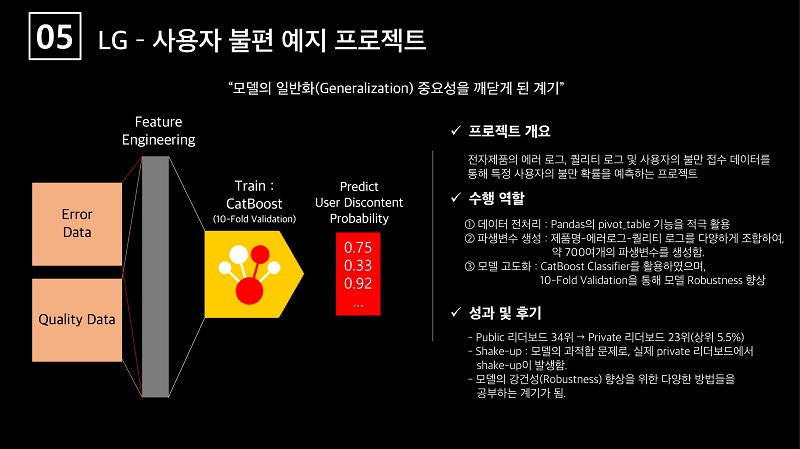 05 LG - 사용자 불편 예지 프로젝트
“모델의 일반화(Generalization) 중요성을 깨닫게 된 계기”
Feature
Engineering
Error
Data
Quality Data
Train :
CatBoost
(10-Fold Validation)
Predict
User Discontent
Probability
0.75
0.33
0.92
...
✓ 프로젝트 개요
전자제품의 에러 로그, 퀄리티 로그 및 사용자의 불만 접수 데이터를
통해 특정 사용자의 불만 확률을 예측하는 프로젝트
✓ 수행 역할
① 데이터 전처리 : Pandas의 pivot_table 기능을 적극 활용
② 파생변수 생성 : 제품명-에러로그-퀄리티 로그를 다양하게 조합하여,
약 700여개의 파생변수를 생성함.
③ 모델 고도화 : CatBoost Classifier를 활용하였으며,
10-Fold Validation을 통해 모델 Robustness 향상
✓ 성과 및 후기
- Public 리더보드 34위 → Private 리더보드 23위(상위 5.5%)
- Shake-up : 모델의 과적합 문제로, 실제 private 리더보드에서
shake-up이 발생함.
- 모델의 강건성(Robustness) 향상을 위한 다양한 방법들을
공부하는 계기가 됨.